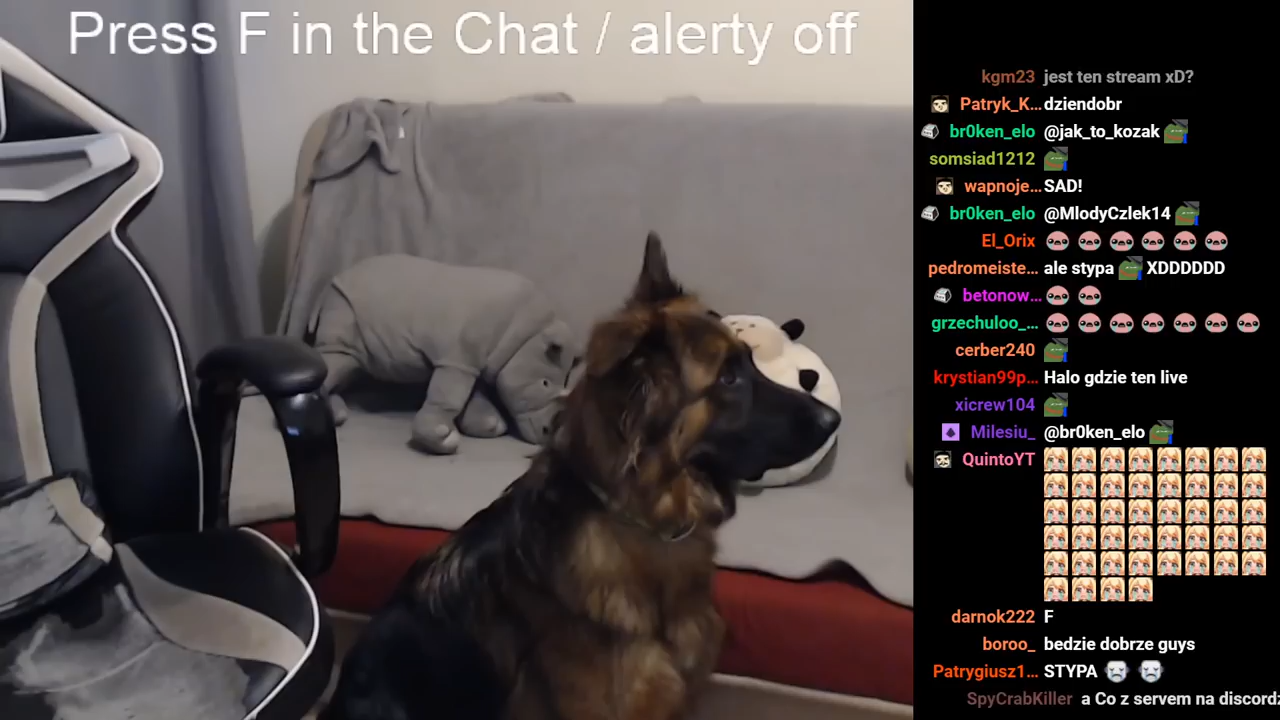 Press F in the Chat / alerty off
kgm23 jest ten stream xD?
Patryk_K... dziendobr
br0ken_elo @jak_to_kozak
somsiad1212
wapnoje... SAD!
br0ken_elo @MlodyCzlek14
El_Orix
pedromeiste... ale stypa XDDDDDD
betonow...
grzechuloo_...
cerber240
krystian99p... Halo gdzie ten live
xicrew104
Milesiu_ @br0ken_elo
QuintoYT
darnok222 F
boroo_ bedzie dobrze guys
Patrygiusz1... STYPA
SpyCrabKiller a Co z servem na discordz